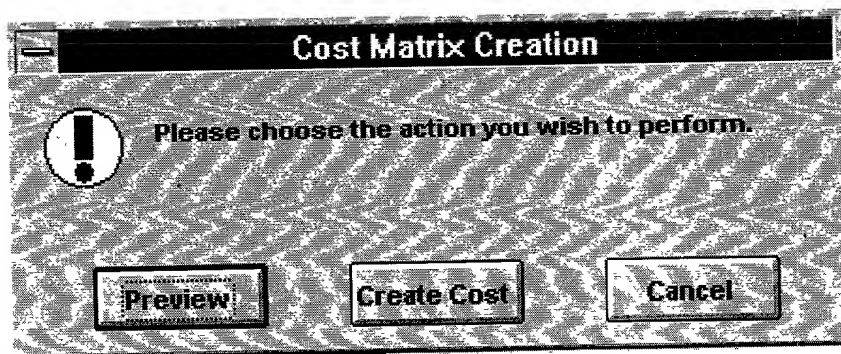 Cost Matrix Creation
Please choose the action you wish to perform.
Preview
Create Cost
Cancel